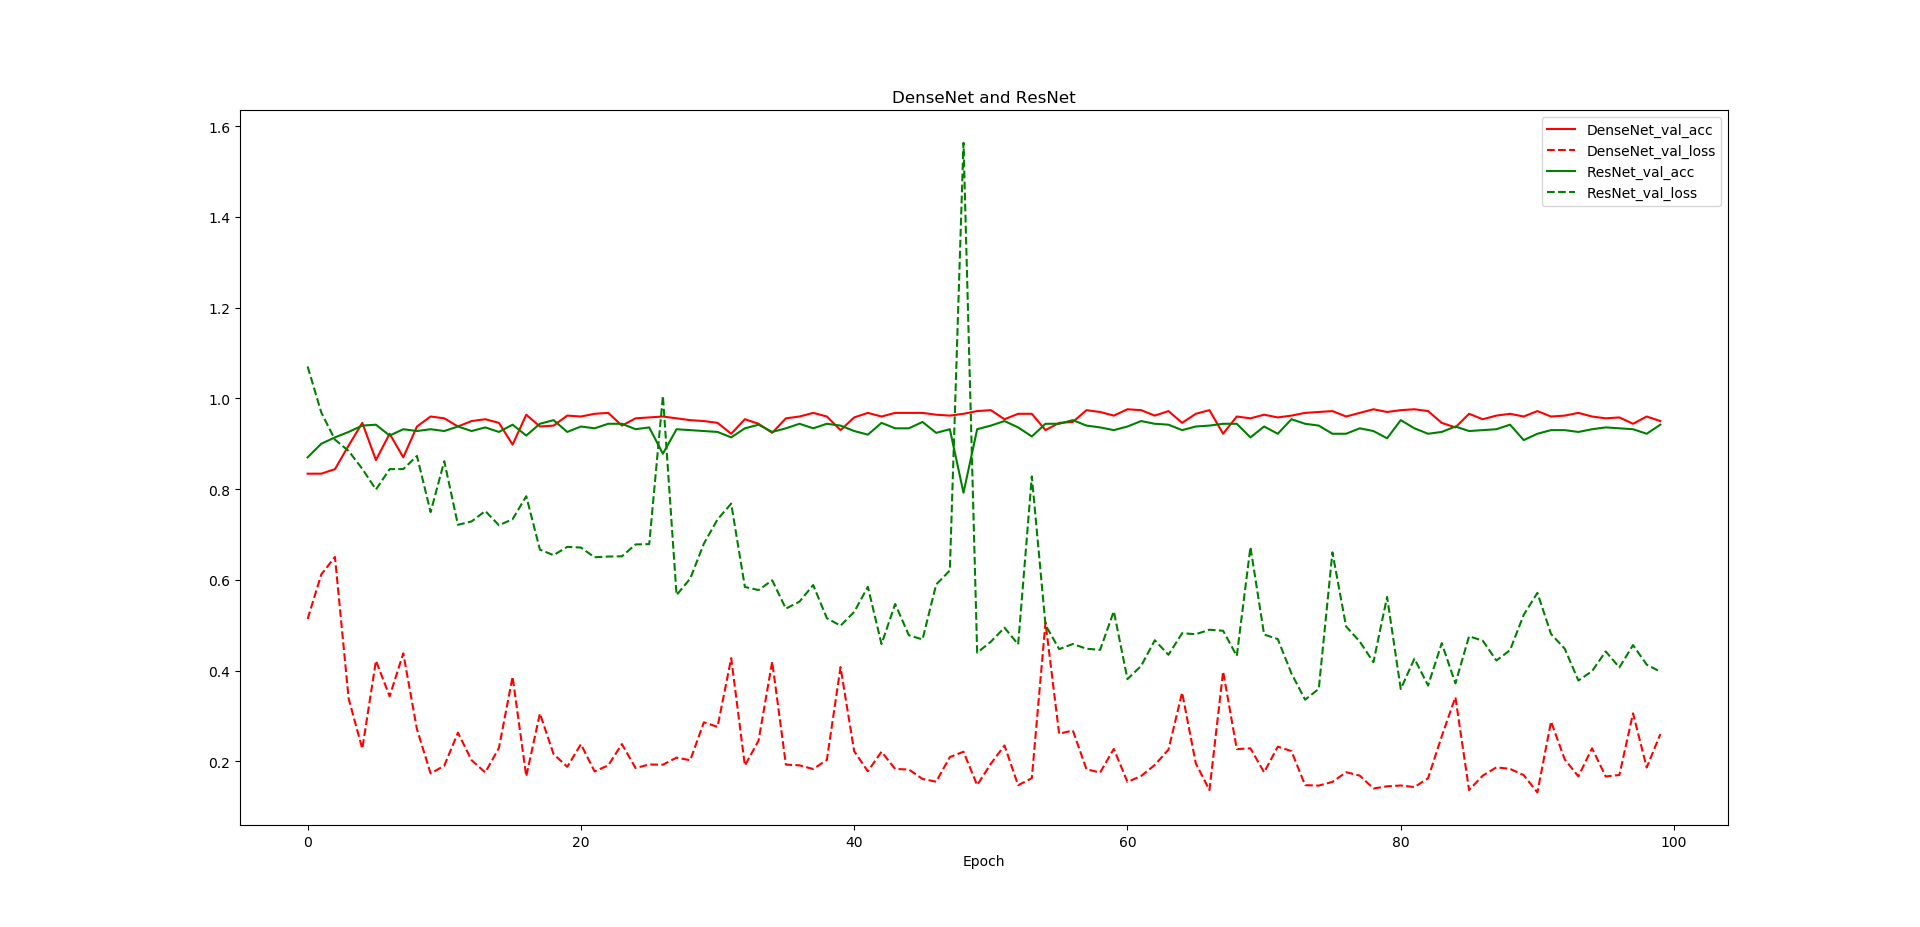 DenseNet and ResNet
1.6
1.4
1.2
1.0
0.8
0.6
0.4
0.2
DenseNet_val_acc
DenseNet_val_loss
ResNet_val_acc
ResNet_val_loss
0 20 40 60 80 100
Epoch